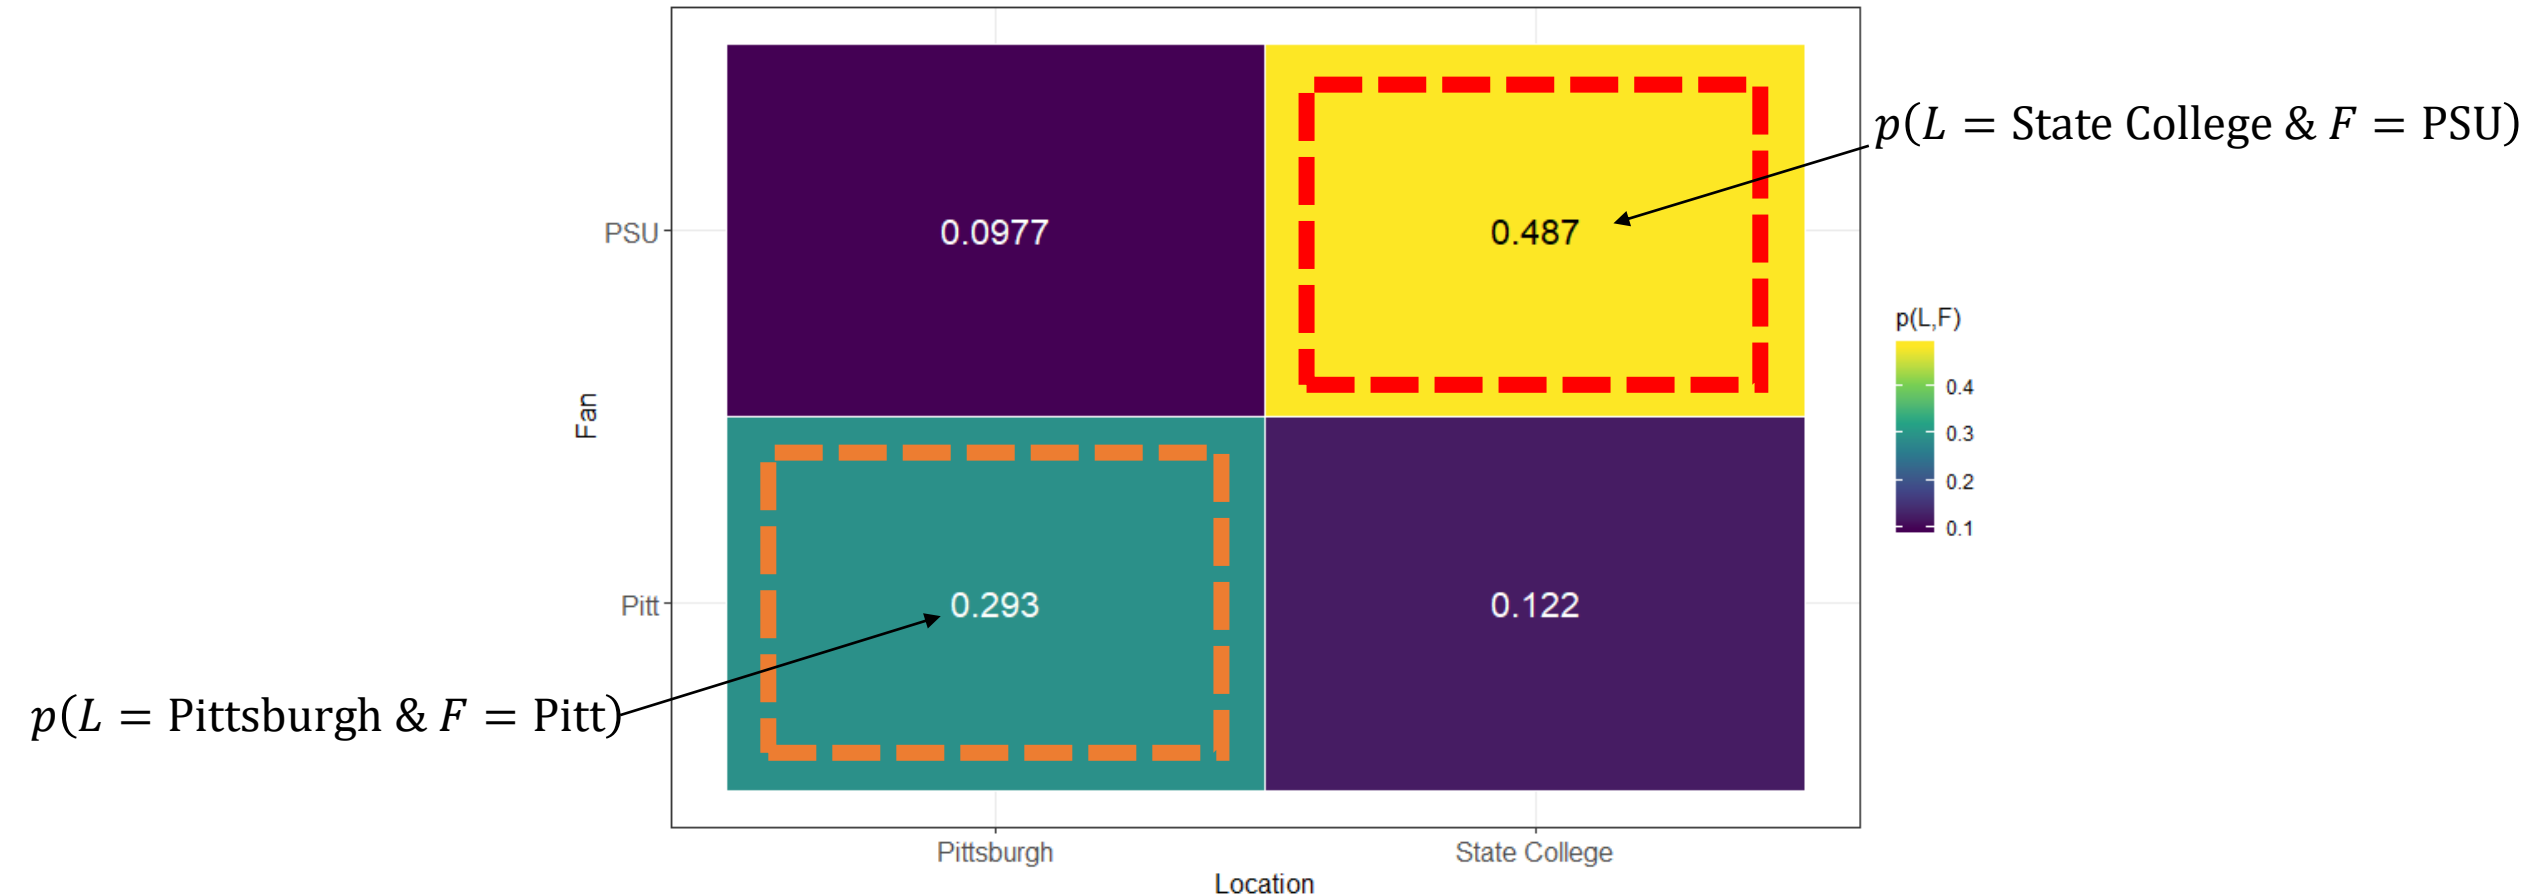 p(L = State College & F = PSU)
PSU
0.0977
0.487
p(L,F)
0.4
0.3
0.2
0.1
Fan
Pitt
0.293
0.122
p(L = Pittsburgh & F = Pitt)
Pittsburgh
State College
Location